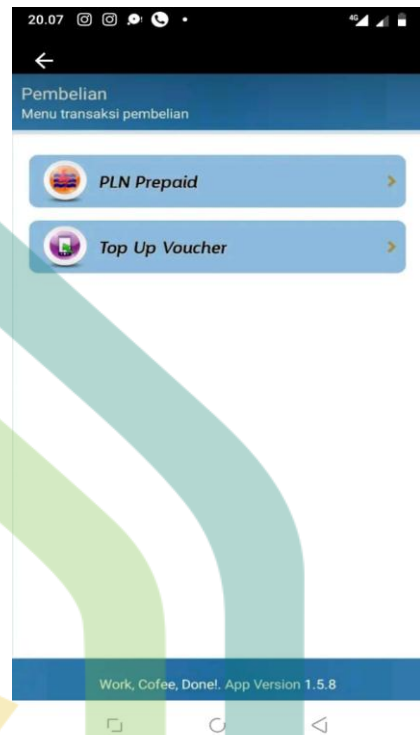 20.07
4G
Pembelian
Menu transaksi pembelian
PLN Prepaid
Top Up Voucher
Work, Cofee, Done!. App Version 1.5.8